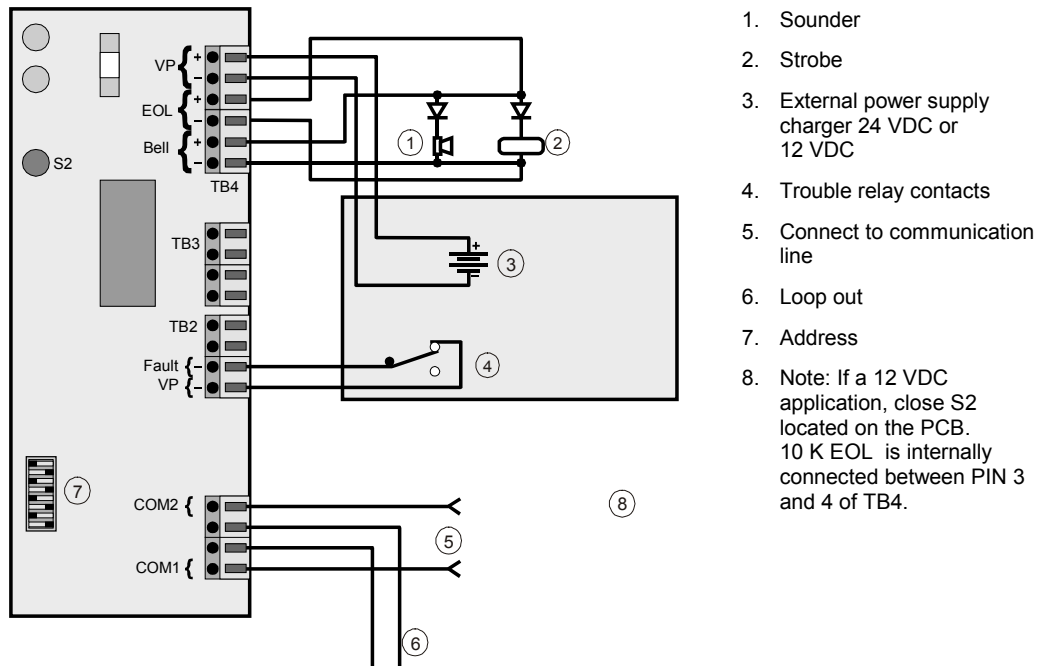 VP { + −
EOL { + −
Bell { + −
TB4
S2
TB3
TB2
Fault { −
VP { −
COM2 {
COM1 {
+
−
1
2
3
4
5
6
7
8
1. Sounder
2. Strobe
3. External power supply
charger 24 VDC or
12 VDC
4. Trouble relay contacts
5. Connect to communication
line
6. Loop out
7. Address
8. Note: If a 12 VDC
application, close S2
located on the PCB.
10 K EOL is internally
connected between PIN 3
and 4 of TB4.